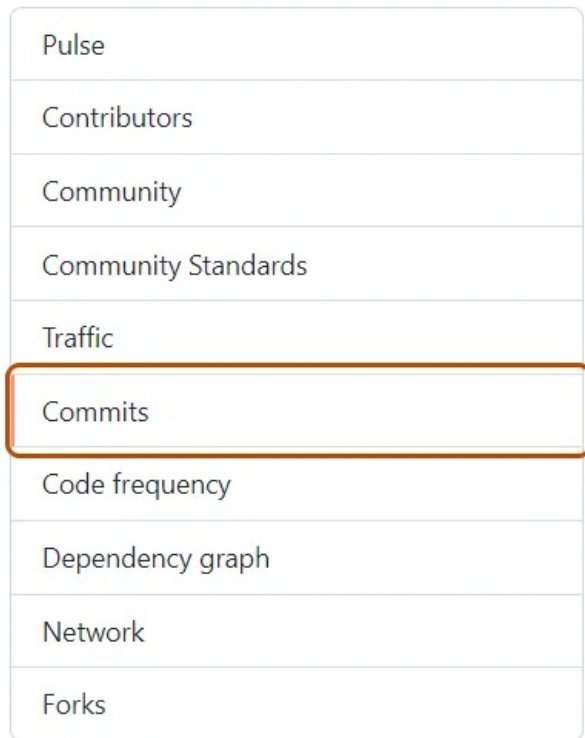 Pulse
Contributors
Community
Community Standards
Traffic
Commits
Code frequency
Dependency graph
Network
Forks